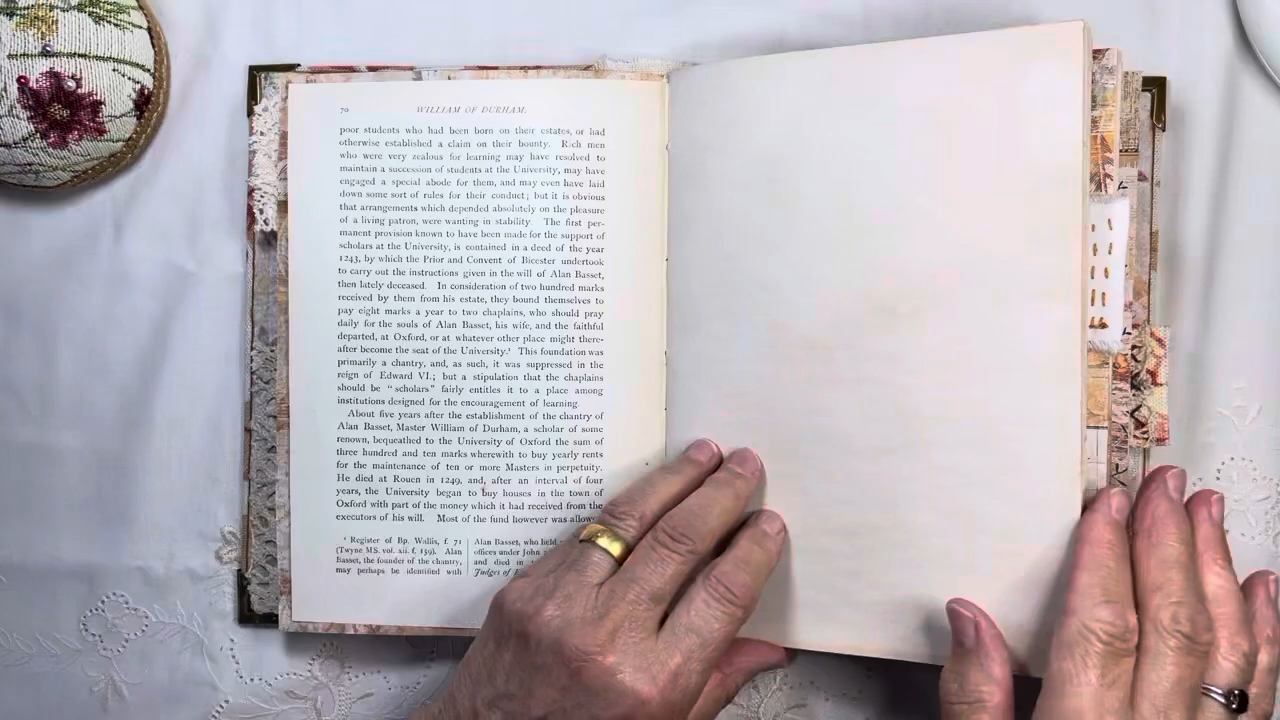 70 WILLIAM OF DURHAM.
poor students who had been born on their estates, or had
otherwise established a claim on their bounty. Rich men
who were very zealous for learning may have resolved to
maintain a succession of students at the University, may have
engaged a special abode for them, and may even have laid
down some sort of rules for their conduct; but it is obvious
that arrangements which depended absolutely on the pleasure
of a living patron, were wanting in stability. The first per-
manent provision known to have been made for the support of
scholars at the University, is contained in a deed of the year
1243, by which the Prior and Convent of Bicester undertook
to carry out the instructions given in the will of Alan Basset,
then lately deceased. In consideration of two hundred marks
received by them from his estate, they bound themselves to
pay eight marks a year to two chaplains, who should pray
daily for the souls of Alan Basset, his wife, and the faithful
departed, at Oxford, or at whatever other place might there-
after become the seat of the University.¹ This foundation was
primarily a chantry, and, as such, it was suppressed in the
reign of Edward VI.; but a stipulation that the chaplains
should be "scholars" fairly entitles it to a place among
institutions designed for the encouragement of learning.
About five years after the establishment of the chantry of
Alan Basset, Master William of Durham, a scholar of some
renown, bequeathed to the University of Oxford the sum of
three hundred and ten marks wherewith to buy yearly rents
for the maintenance of ten or more Masters in perpetuity.
He died at Rouen in 1249, and, after an interval of four
years, the University began to buy houses in the town of
Oxford with part of the money which it had received from the
executors of his will. Most of the fund however was allow
¹ Register of Bp. Wallis, f. 71
(Twyne MS. vol. xii. f. 159). Alan
Basset, the founder of the chantry,
may perhaps be identified with
Alan Basset, who held
offices under John
and died in
Judges of